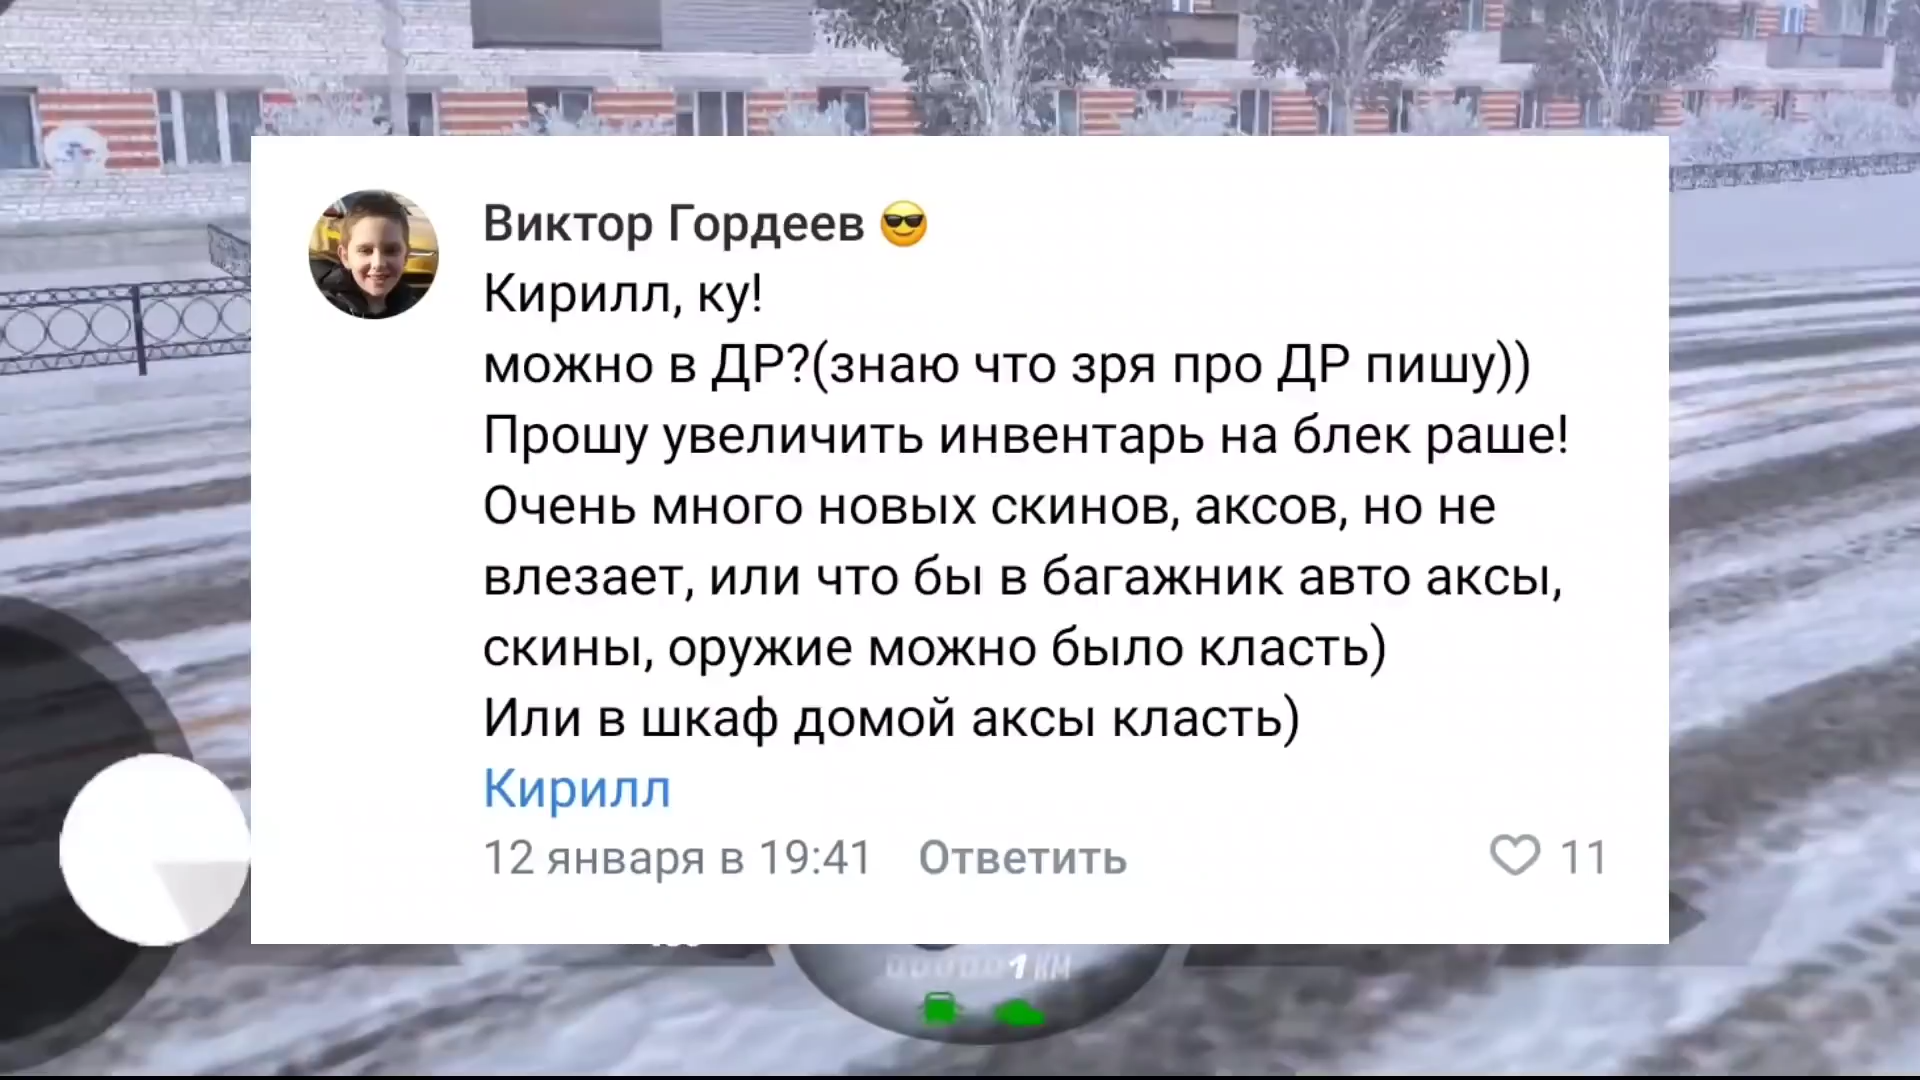 Виктор Гордеев 😎
Кирилл, ку!
можно в ДР?(знаю что зря про ДР пишу))
Прошу увеличить инвентарь на блек раше!
Очень много новых скинов, аксов, но не
влезает, или что бы в багажник авто аксы,
скины, оружие можно было класть)
Или в шкаф домой аксы класть)
Кирилл
12 января в 19:41 Ответить 11
000001 КМ